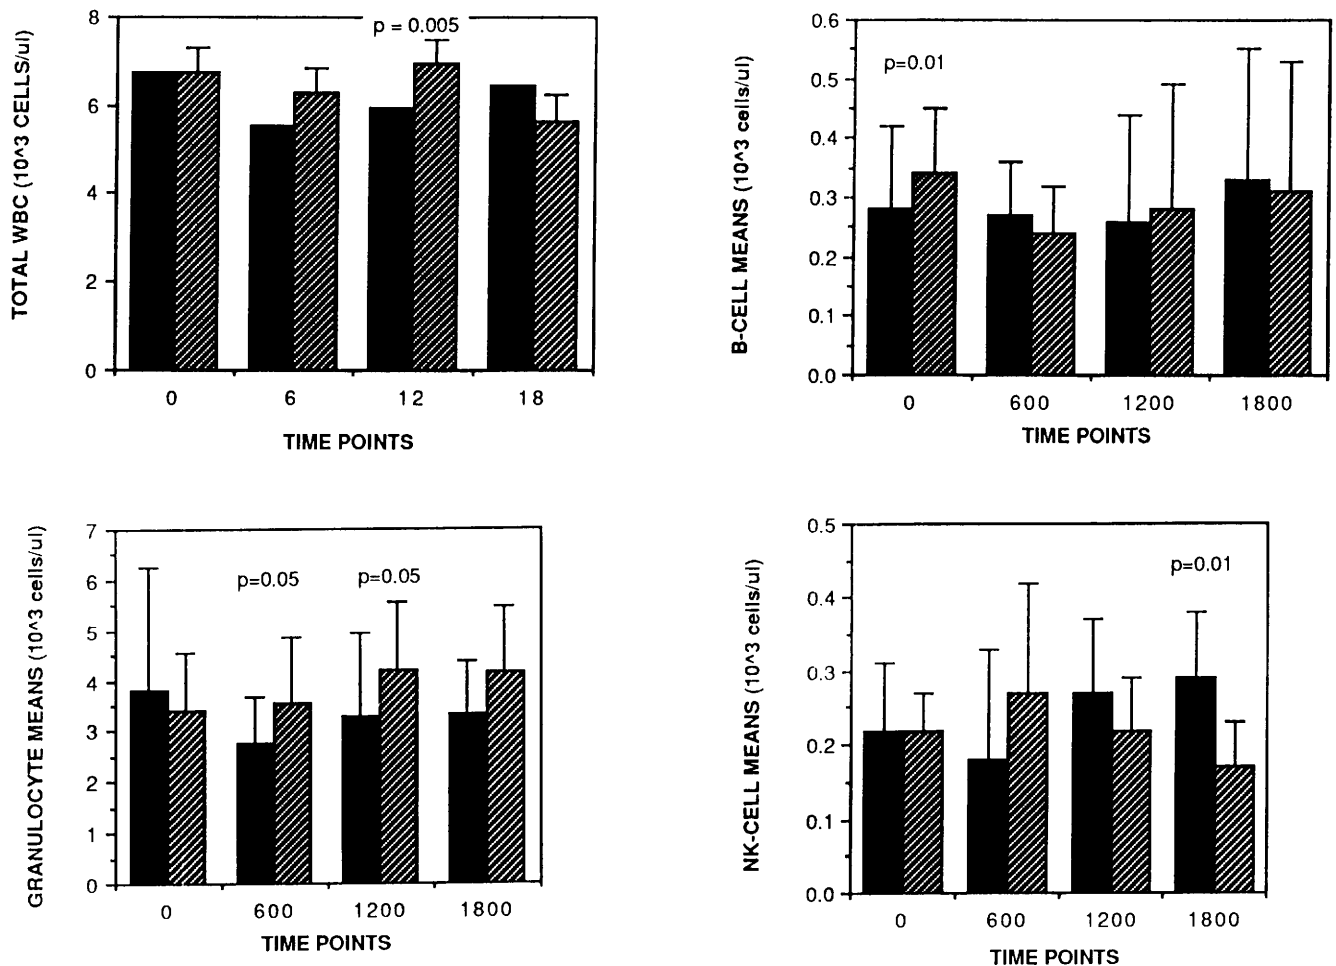 TOTAL WBC (10^3 CELLS/ul)
8
6
4
2
0
p = 0.005
0 6 12 18
TIME POINTS
B-CELL MEANS (10^3 cells/ul)
0.6
0.5
0.4
0.3
0.2
0.1
0.0
p=0.01
0 600 1200 1800
TIME POINTS
GRANULOCYTE MEANS (10^3 cells/ul)
7
6
5
4
3
2
1
0
p=0.05 p=0.05
0 600 1200 1800
TIME POINTS
NK-CELL MEANS (10^3 cells/ul)
0.5
0.4
0.3
0.2
0.1
0.0
p=0.01
0 600 1200 1800
TIME POINTS